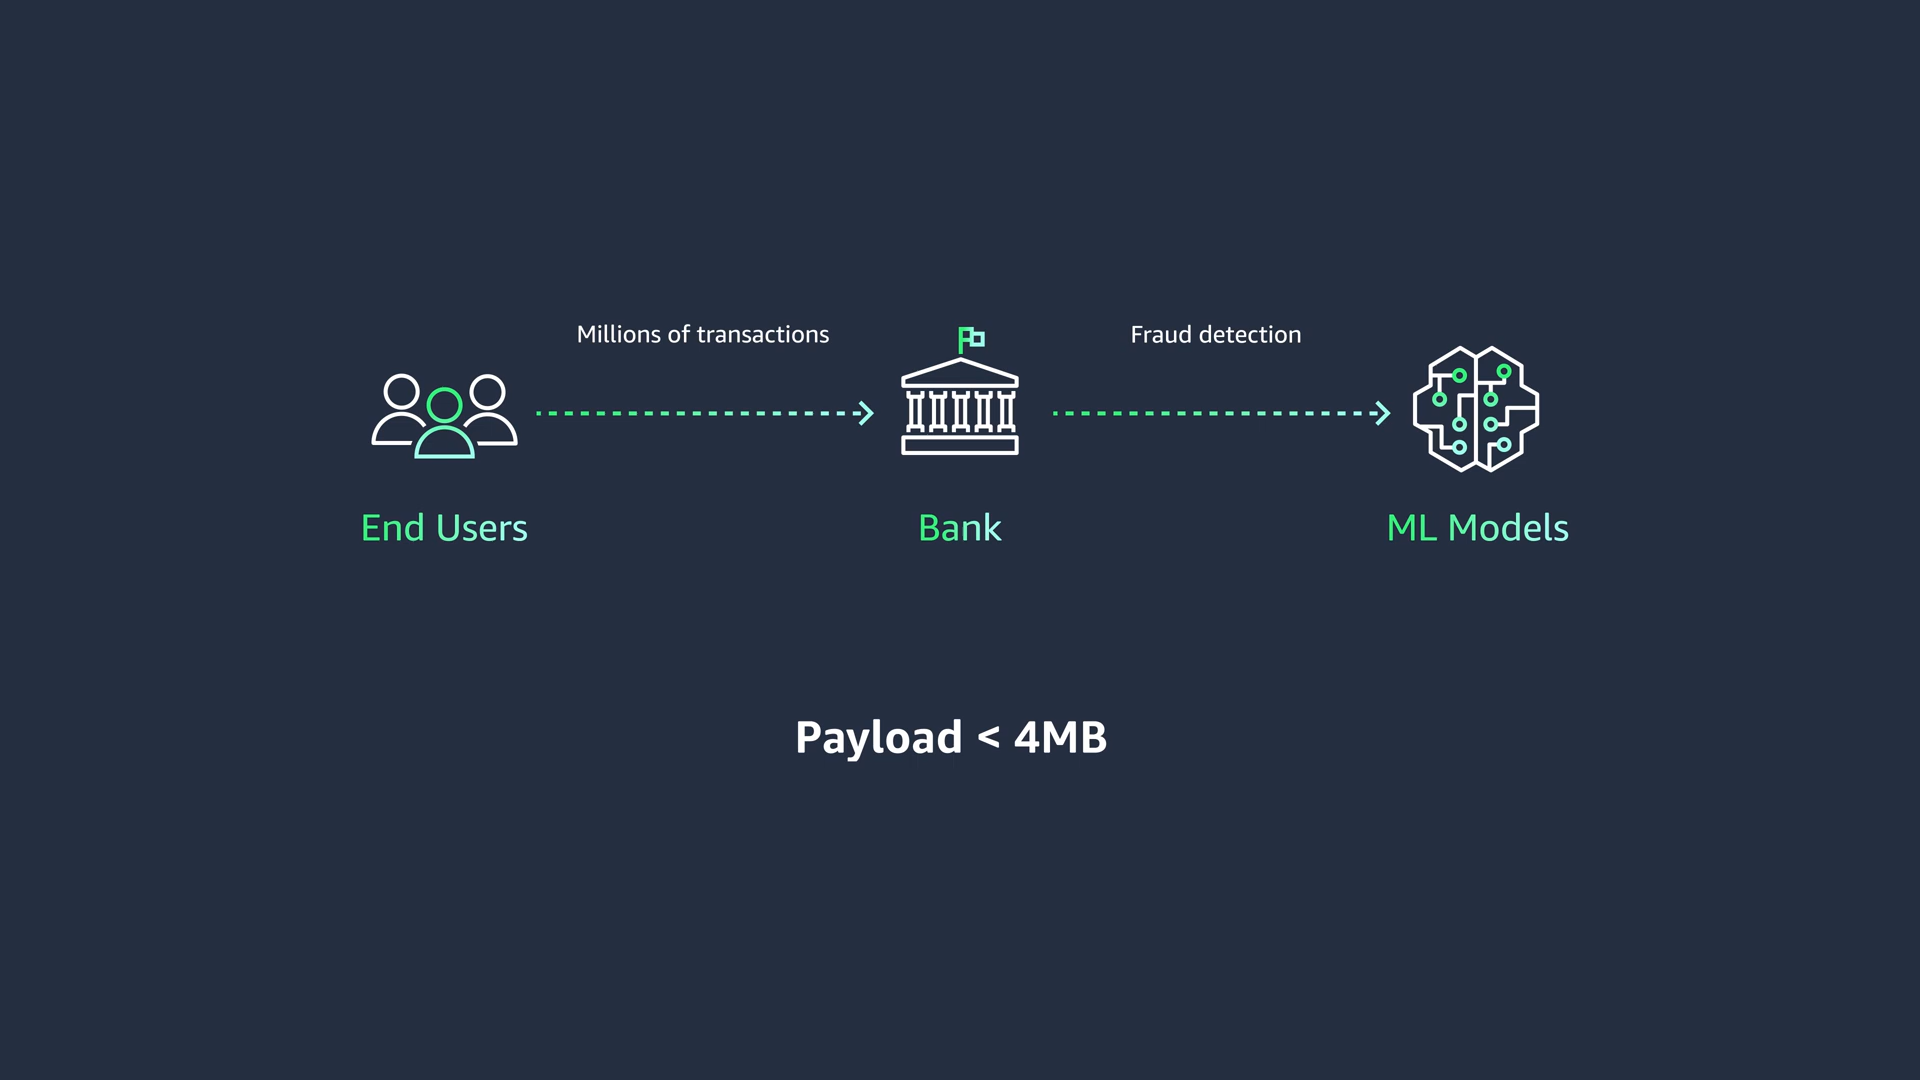 Millions of transactions
Fraud detection
End Users
Bank
ML Models
Payload < 4MB